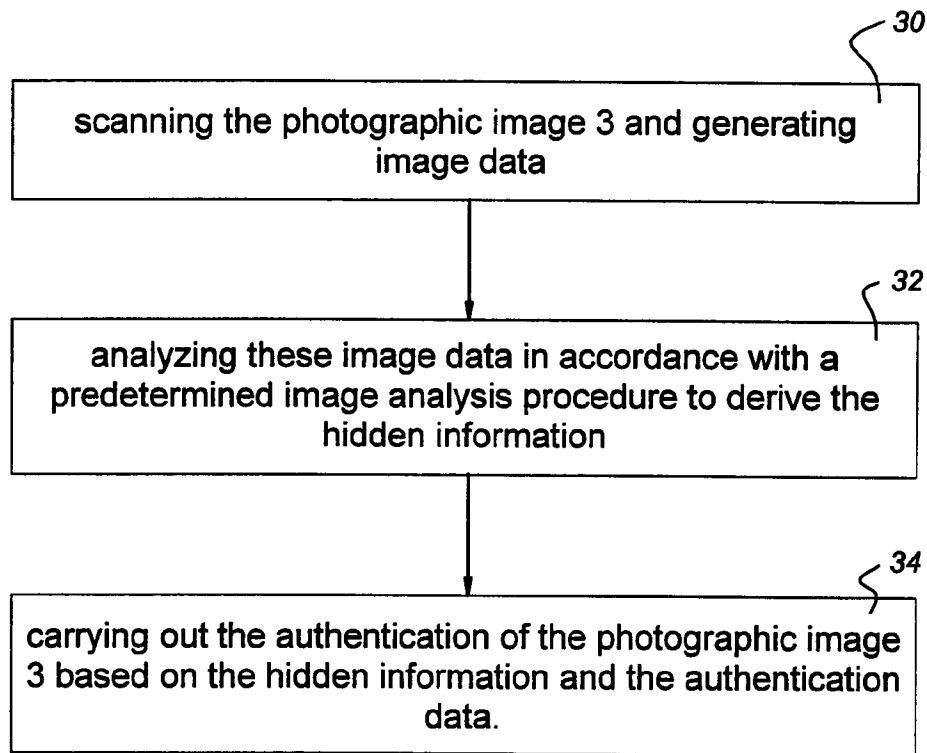 30
scanning the photographic image 3 and generating
image data
32
analyzing these image data in accordance with a
predetermined image analysis procedure to derive the
hidden information
34
carrying out the authentication of the photographic image
3 based on the hidden information and the authentication
data.